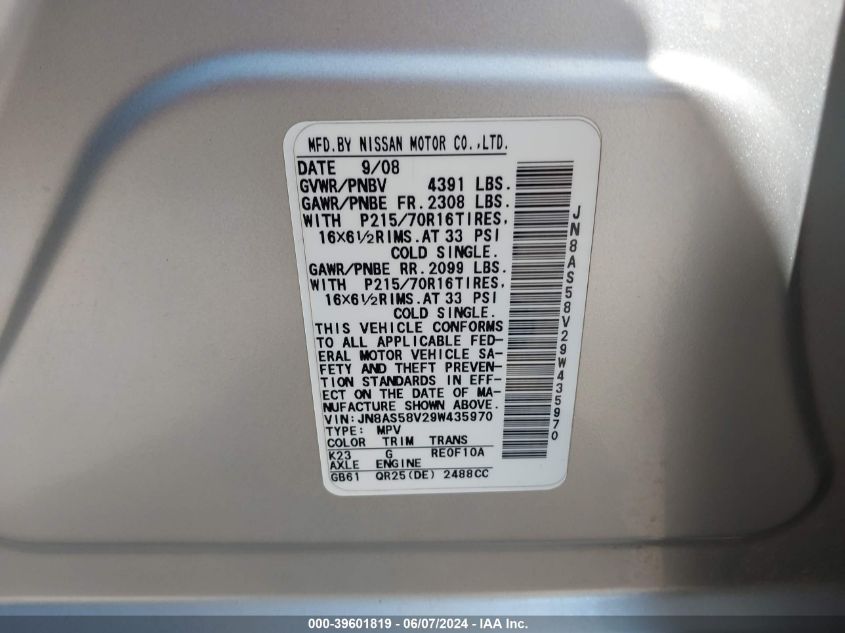 MFD.BY NISSAN MOTOR CO.,LTD.
DATE 9/08
GVWR/PNBV 4391 LBS.
GAWR/PNBE FR. 2308 LBS.
WITH P215/70R16TIRES,
16×6½RIMS.AT 33 PSI
COLD SINGLE.
GAWR/PNBE RR. 2099 LBS.
WITH P215/70R16TIRES,
16×6½RIMS.AT 33 PSI
COLD SINGLE.
THIS VEHICLE CONFORMS
TO ALL APPLICABLE FED-
ERAL MOTOR VEHICLE SA-
FETY AND THEFT PREVEN-
TION STANDARDS IN EFF-
ECT ON THE DATE OF MA-
NUFACTURE SHOWN ABOVE.
VIN: JN8AS58V29W435970
TYPE: MPV
COLOR TRIM TRANS
K23 G RE0F10A
AXLE ENGINE
GB61 QR25(DE) 2488CC
JN8AS58V29W435970
000-39601819 - 06/07/2024 - IAA Inc.